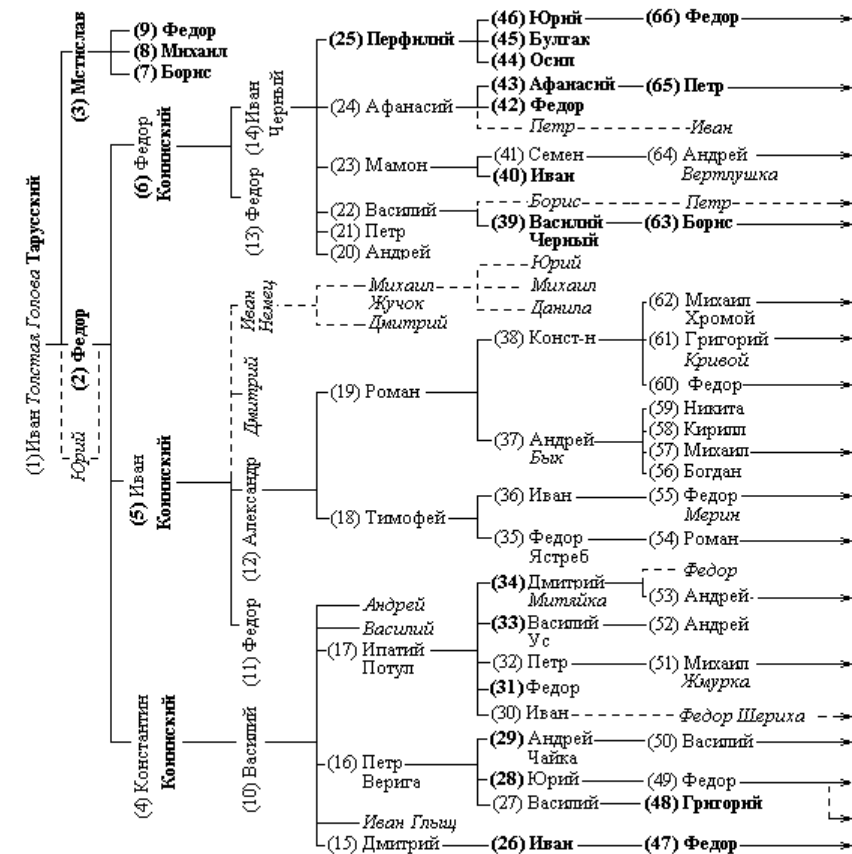 (1) Иван Толстая Голова Тарусский
(3) Мстислав
(2) Федор
Юрий
(9) Федор
(8) Михаил
(7) Борис
(6) Федор
Конинский
(5) Иван
Конинский
(4) Константин
Конинский
(14) Иван
Черный
(13) Федор
Иван
Немец
Дмитрий
(12) Александр
(11) Федор
(10) Василий
(25) Перфилий
(24) Афанасий
(23) Мамон
(22) Василий
(21) Петр
(20) Андрей
Михаил
Жучок
Дмитрий
(19) Роман
(18) Тимофей
Андрей
Василий
(17) Ипатий
Потул
(16) Петр
Верига
Иван Глыщ
(15) Дмитрий
(46) Юрий
(45) Булгак
(44) Осип
(43) Афанасий
(42) Федор
Петр
(41) Семен
(40) Иван
Борис
(39) Василий
Черный
Юрий
Михаил
Данила
(38) Конст-н
(37) Андрей
Бык
(36) Иван
(35) Федор
Ястреб
(34) Дмитрий
Митяйка
(33) Василий
Ус
(32) Петр
(31) Федор
(30) Иван
(29) Андрей
Чайка
(28) Юрий
(27) Василий
(26) Иван
(66) Федор
(65) Петр
Иван
(64) Андрей
Вертлушка
Петр
(63) Борис
(62) Михаил
Хромой
(61) Григорий
Кривой
(60) Федор
(59) Никита
(58) Кирилл
(57) Михаил
(56) Богдан
(55) Федор
Мерин
(54) Роман
Федор
(53) Андрей
(52) Андрей
(51) Михаил
Жмурка
Федор Шериха
(50) Василий
(49) Федор
(48) Григорий
(47) Федор